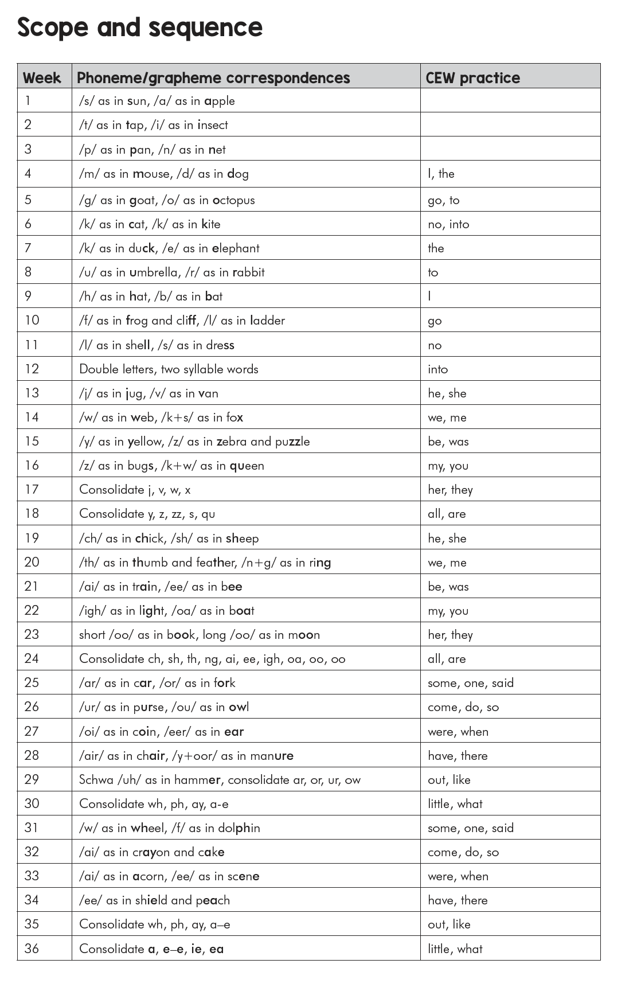 Scope and sequence
Week Phoneme/grapheme correspondences CEW practice
1 /s/ as in sun, /a/ as in apple
2 /t/ as in tap, /i/ as in insect
3 /p/ as in pan, /n/ as in net
4 /m/ as in mouse, /d/ as in dog I, the
5 /g/ as in goat, /o/ as in octopus go, to
6 /k/ as in cat, /k/ as in kite no, into
7 /k/ as in duck, /e/ as in elephant the
8 /u/ as in umbrella, /r/ as in rabbit to
9 /h/ as in hat, /b/ as in bat I
10 /f/ as in frog and cliff, /l/ as in ladder go
11 /l/ as in shell, /s/ as in dress no
12 Double letters, two syllable words into
13 /j/ as in jug, /v/ as in van he, she
14 /w/ as in web, /k+s/ as in fox we, me
15 /y/ as in yellow, /z/ as in zebra and puzzle be, was
16 /z/ as in bugs, /k+w/ as in queen my, you
17 Consolidate j, v, w, x her, they
18 Consolidate y, z, zz, s, qu all, are
19 /ch/ as in chick, /sh/ as in sheep he, she
20 /th/ as in thumb and feather, /n+g/ as in ring we, me
21 /ai/ as in train, /ee/ as in bee be, was
22 /igh/ as in light, /oa/ as in boat my, you
23 short /oo/ as in book, long /oo/ as in moon her, they
24 Consolidate ch, sh, th, ng, ai, ee, igh, oa, oo, oo all, are
25 /ar/ as in car, /or/ as in fork some, one, said
26 /ur/ as in purse, /ou/ as in owl come, do, so
27 /oi/ as in coin, /eer/ as in ear were, when
28 /air/ as in chair, /y+oor/ as in manure have, there
29 Schwa /uh/ as in hammer, consolidate ar, or, ur, ow out, like
30 Consolidate wh, ph, ay, a-e little, what
31 /w/ as in wheel, /f/ as in dolphin some, one, said
32 /ai/ as in crayon and cake come, do, so
33 /ai/ as in acorn, /ee/ as in scene were, when
34 /ee/ as in shield and peach have, there
35 Consolidate wh, ph, ay, a–e out, like
36 Consolidate a, e–e, ie, ea little, what